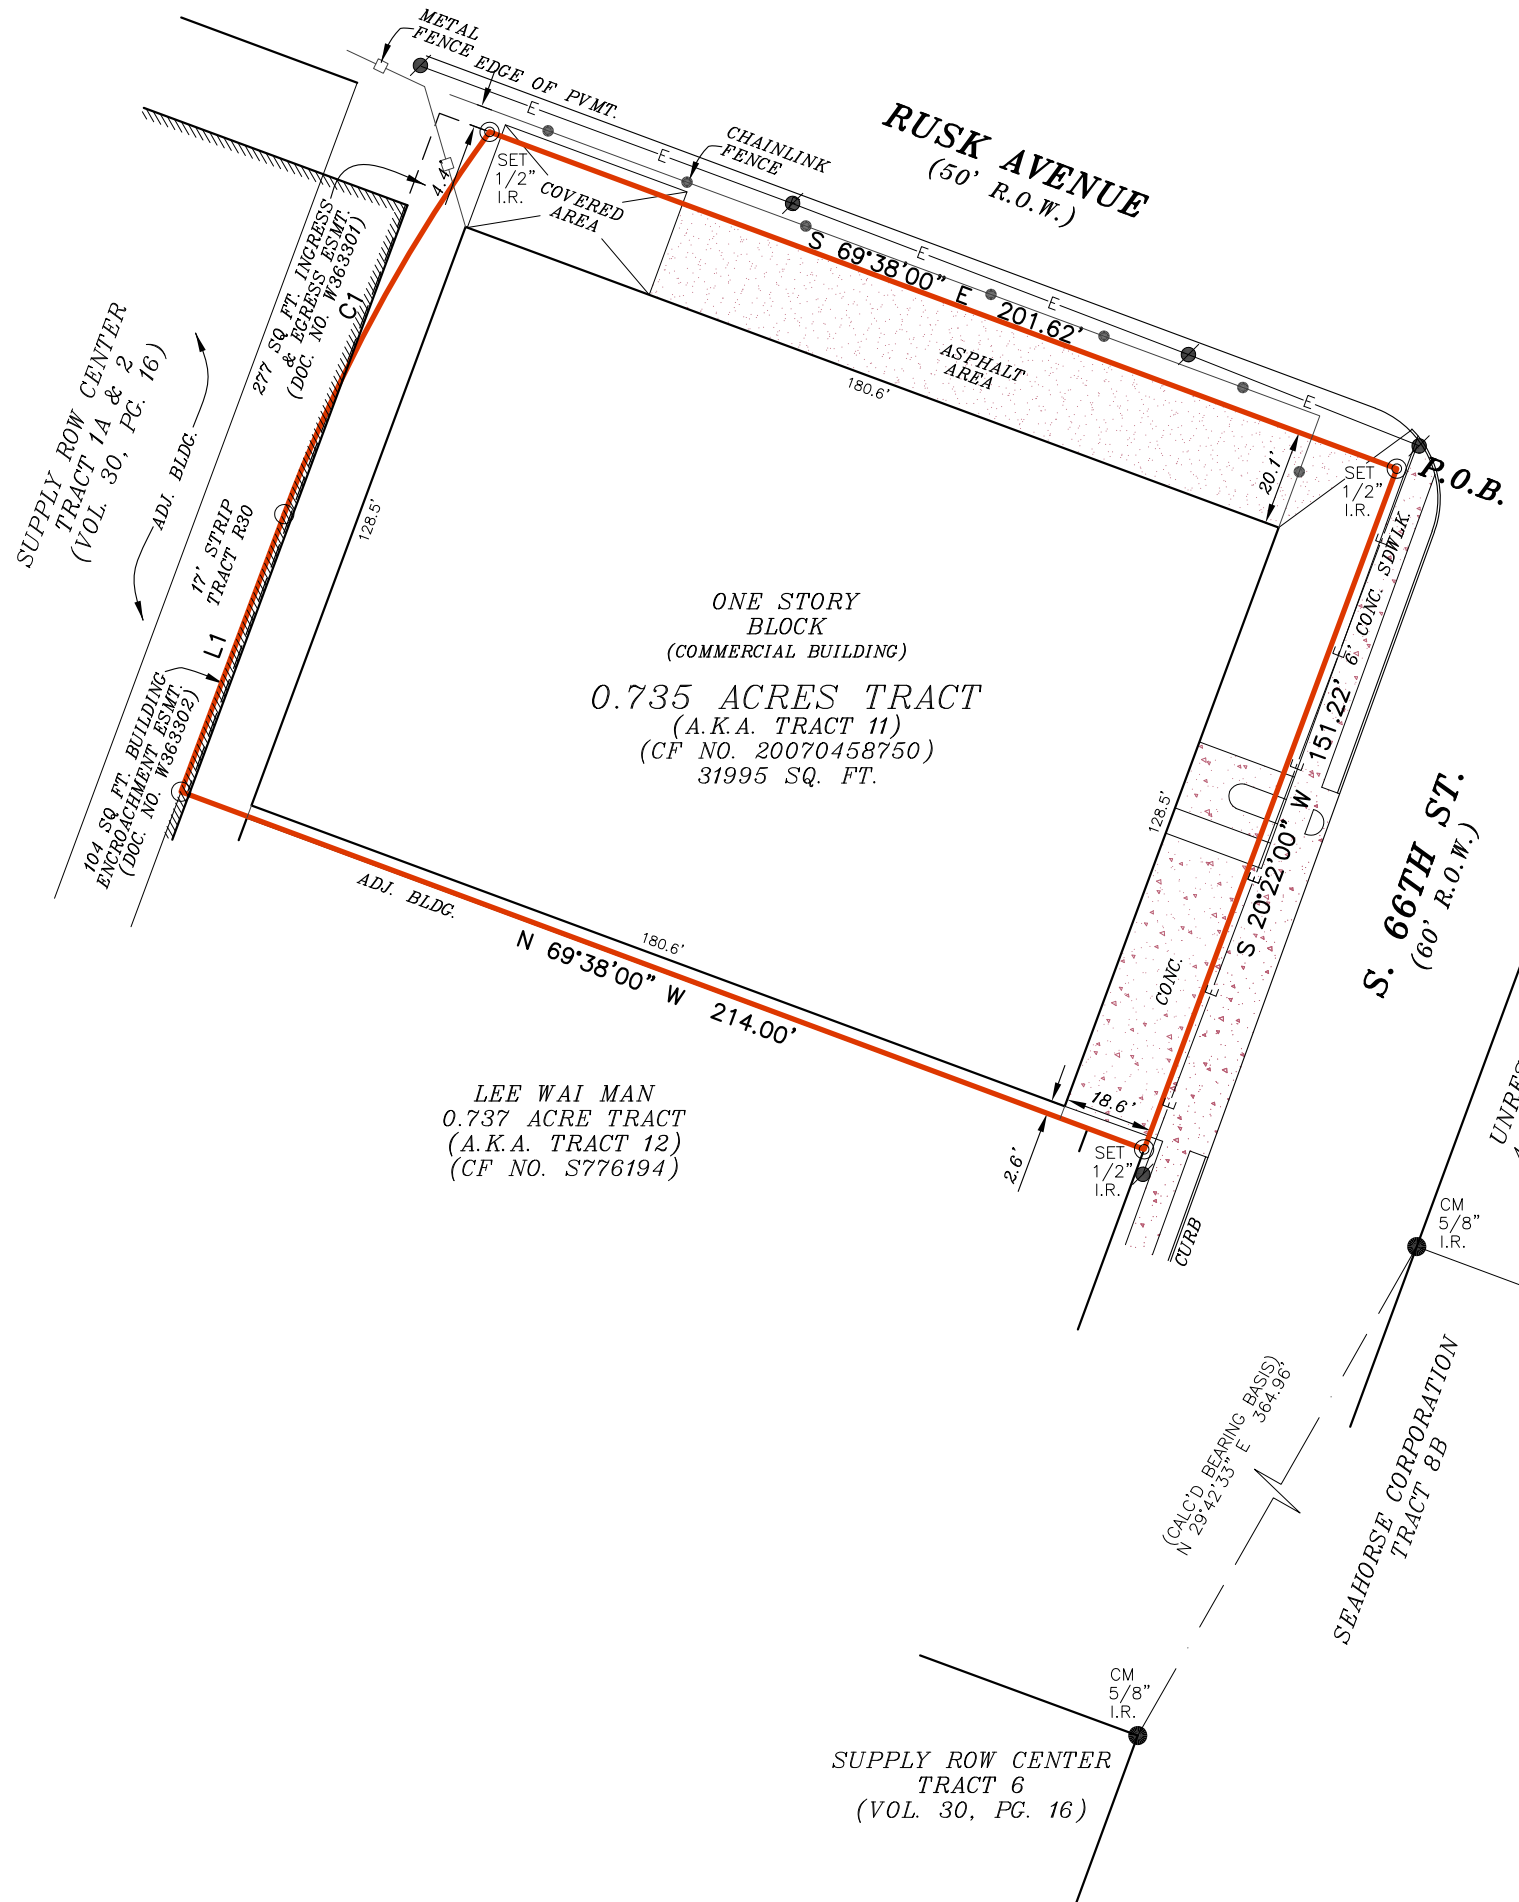 METAL
FENCE
EDGE OF PVMT.
CHAINLINK
FENCE
RUSK AVENUE
(50' R.O.W.)
SET
1/2"
I.R.
4.4'
COVERED
AREA
S 69°38'00" E 201.62'
ASPHALT
AREA
180.6'
20.1'
SET
1/2"
I.R.
P.O.B.
277 SQ FT. INGRESS
& EGRESS ESMT.
(DOC. NO. W363301)
C1
SUPPLY ROW CENTER
TRACT 1A & 2
(VOL. 30, PG. 16)
ADJ. BLDG.
17' STRIP
TRACT R30
L1
128.5'
104 SQ FT. BUILDING
ENCROACHMENT ESMT.
(DOC. NO. W363302)
ONE STORY
BLOCK
(COMMERCIAL BUILDING)
0.735 ACRES TRACT
(A.K.A. TRACT 11)
(CF NO. 20070458750)
31995 SQ. FT.
6' CONC. SDWLK.
S 20°22'00" W 151.22'
S. 66TH ST.
(60' R.O.W.)
128.5'
CONC.
ADJ. BLDG.
180.6'
N 69°38'00" W 214.00'
18.6'
2.6'
SET
1/2"
I.R.
CURB
LEE WAI MAN
0.737 ACRE TRACT
(A.K.A. TRACT 12)
(CF NO. S776194)
UNRES
CM
5/8"
I.R.
(CALC'D BEARING BASIS)
N 29°42'33" E 364.96'
SEAHORSE CORPORATION
TRACT 8B
CM
5/8"
I.R.
SUPPLY ROW CENTER
TRACT 6
(VOL. 30, PG. 16)
E
E
E
E
E
E
E
E
E
E
E
E